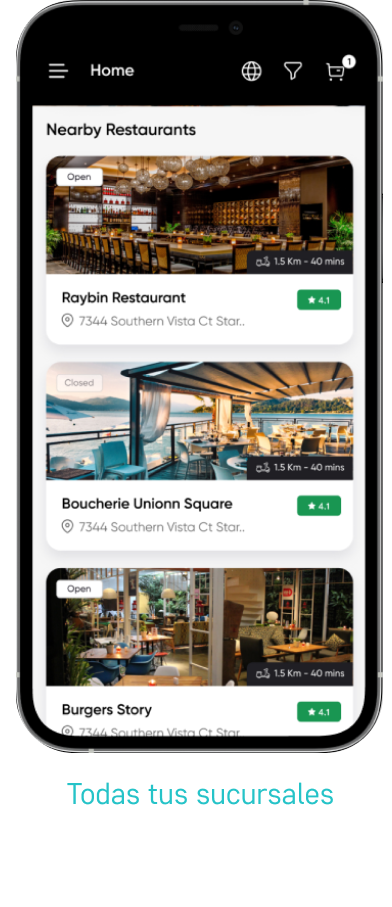 Home
1
Nearby Restaurants
Open
1.5 Km - 40 mins
Raybin Restaurant
4.1
7344 Southern Vista Ct Star..
Closed
1.5 Km - 40 mins
Boucherie Unionn Square
4.1
7344 Southern Vista Ct Star..
Open
1.5 Km - 40 mins
Burgers Story
4.1
7344 Southern Vista Ct Star
Todas tus sucursales